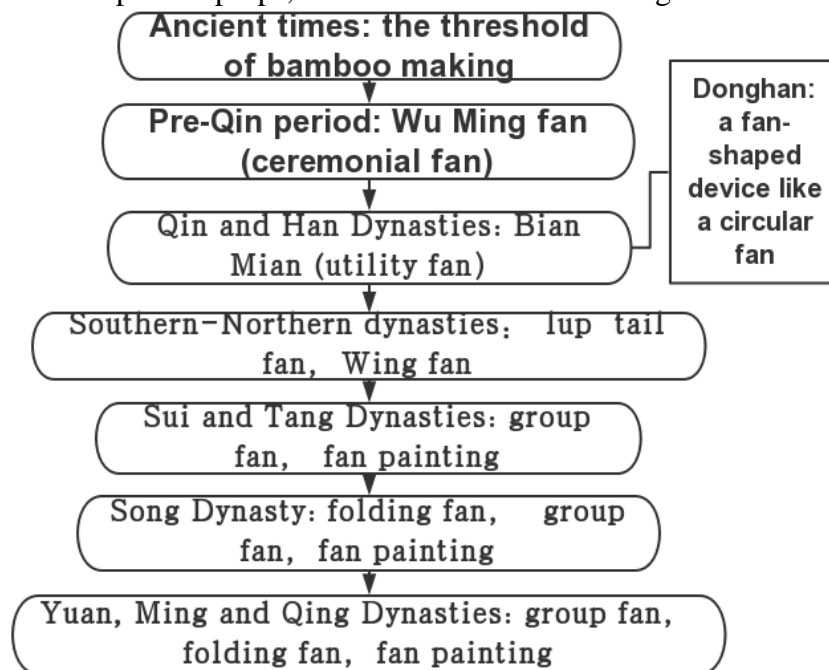 Ancient times: the threshold
of bamboo making
Pre-Qin period: Wu Ming fan
(ceremonial fan)
Donghan:
a fan-
shaped
device like
a circular
fan
Qin and Han Dynasties: Bian
Mian (utility fan)
Southern-Northern dynasties: lup tail
fan, Wing fan
Sui and Tang Dynasties: group
fan, fan painting
Song Dynasty: folding fan, group
fan, fan painting
Yuan, Ming and Qing Dynasties: group fan,
folding fan, fan painting